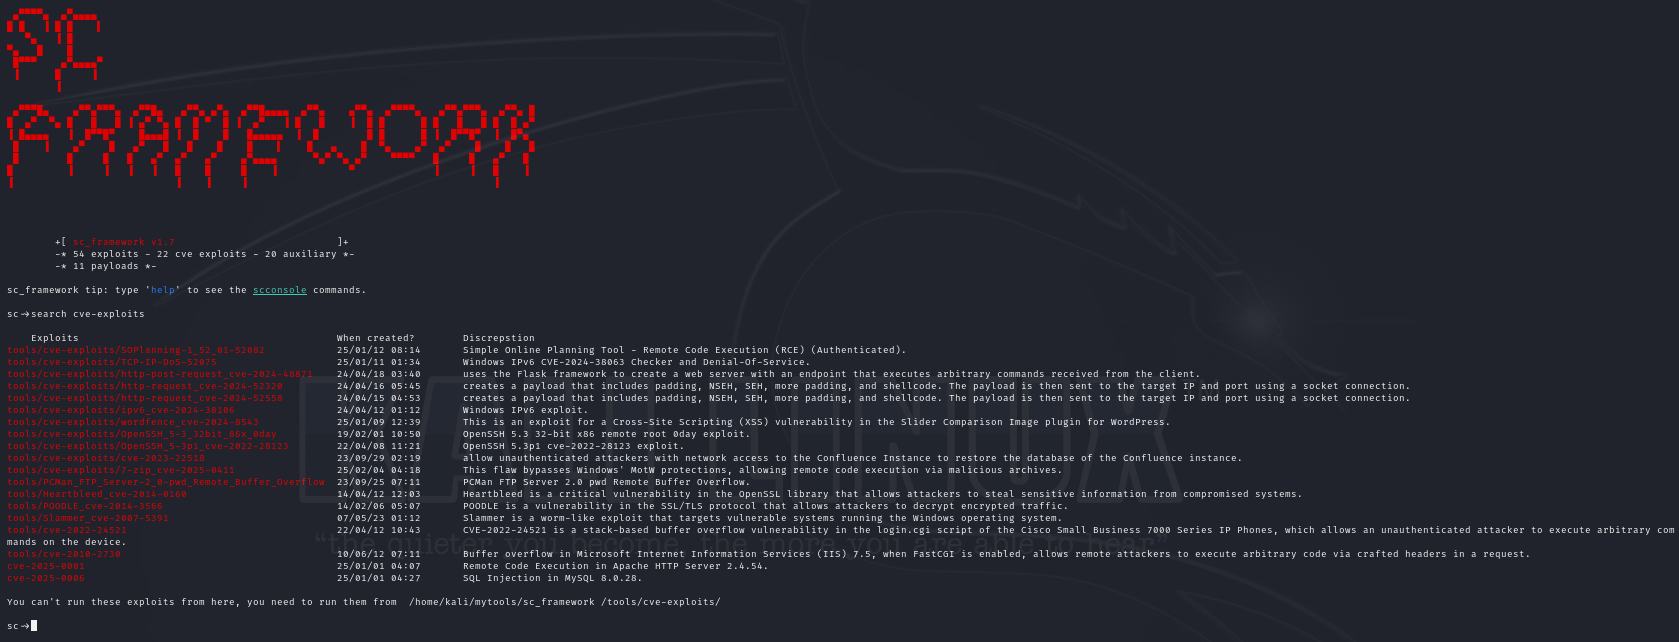 SC
FRAMEWORK
+[ sc_framework v1.7 ]+
-* 54 exploits - 22 cve exploits - 20 auxiliary *-
-* 11 payloads *-
sc_framework tip: type 'help' to see the scconsole commands.
sc→search cve-exploits
Exploits When created? Discrepstion
tools/cve-exploits/SOPlanning-1_52_01-52082 25/01/12 08:14 Simple Online Planning Tool - Remote Code Execution (RCE) (Authenticated).
tools/cve-exploits/TCP-IP-DoS-52075 25/01/11 01:34 Windows IPv6 CVE-2024-38063 Checker and Denial-Of-Service.
tools/cve-exploits/http-post-request_cve-2024-48871 24/04/18 03:40 uses the Flask framework to create a web server with an endpoint that executes arbitrary commands received from the client.
tools/cve-exploits/http-request_cve-2024-52320 24/04/16 05:45 creates a payload that includes padding, NSEH, SEH, more padding, and shellcode. The payload is then sent to the target IP and port using a socket connection.
tools/cve-exploits/http-request_cve-2024-52558 24/04/15 04:53 creates a payload that includes padding, NSEH, SEH, more padding, and shellcode. The payload is then sent to the target IP and port using a socket connection.
tools/cve-exploits/ipv6_cve-2024-38106 24/04/12 01:12 Windows IPv6 exploit.
tools/cve-exploits/wordfence_cve-2024-8543 25/01/09 12:39 This is an exploit for a Cross-Site Scripting (XSS) vulnerability in the Slider Comparison Image plugin for WordPress.
tools/cve-exploits/OpenSSH_5-3_32bit_66x_0day 19/02/01 10:50 OpenSSH 5.3 32-bit x86 remote root 0day exploit.
tools/cve-exploits/OpenSSH_5-3p1_cve-2022-28123 22/04/08 11:21 OpenSSH 5.3p1 cve-2022-28123 exploit.
tools/cve-exploits/cve-2023-22518 23/09/29 02:19 allow unauthenticated attackers with network access to the Confluence Instance to restore the database of the Confluence instance.
tools/cve-exploits/7-zip_cve-2025-0411 25/02/04 04:18 This flaw bypasses Windows' MotW protections, allowing remote code execution via malicious archives.
tools/cve-exploits/PCMan_FTP_Server-2_0-pwd_Remote_Buffer_Overflow 23/09/25 07:11 PCMan FTP Server 2.0 pwd Remote Buffer Overflow.
tools/Heartbleed_cve-2014-0160 14/04/12 12:03 Heartbleed is a critical vulnerability in the OpenSSL library that allows attackers to steal sensitive information from compromised systems.
tools/POODLE_cve-2014-3566 14/02/06 05:07 POODLE is a vulnerability in the SSL/TLS protocol that allows attackers to decrypt encrypted traffic.
tools/Slammer_cve-2007-5391 07/05/23 01:12 Slammer is a worm-like exploit that targets vulnerable systems running the Windows operating system.
tools/cve-2022-24521 22/04/12 10:43 CVE-2022-24521 is a stack-based buffer overflow vulnerability in the login.cgi script of the Cisco Small Business 7000 Series IP Phones, which allows an unauthenticated attacker to execute arbitrary com
mands on the device.
tools/cve-2010-2730 10/06/12 07:11 Buffer overflow in Microsoft Internet Information Services (IIS) 7.5, when FastCGI is enabled, allows remote attackers to execute arbitrary code via crafted headers in a request.
cve-2025-0001 25/01/01 04:07 Remote Code Execution in Apache HTTP Server 2.4.54.
cve-2025-0006 25/01/01 04:27 SQL Injection in MySQL 8.0.28.
KALI LINUX
“the quieter you become, the more you are able to hear”
You can't run these exploits from here, you need to run them from /home/kali/mytools/sc_framework /tools/cve-exploits/
sc→